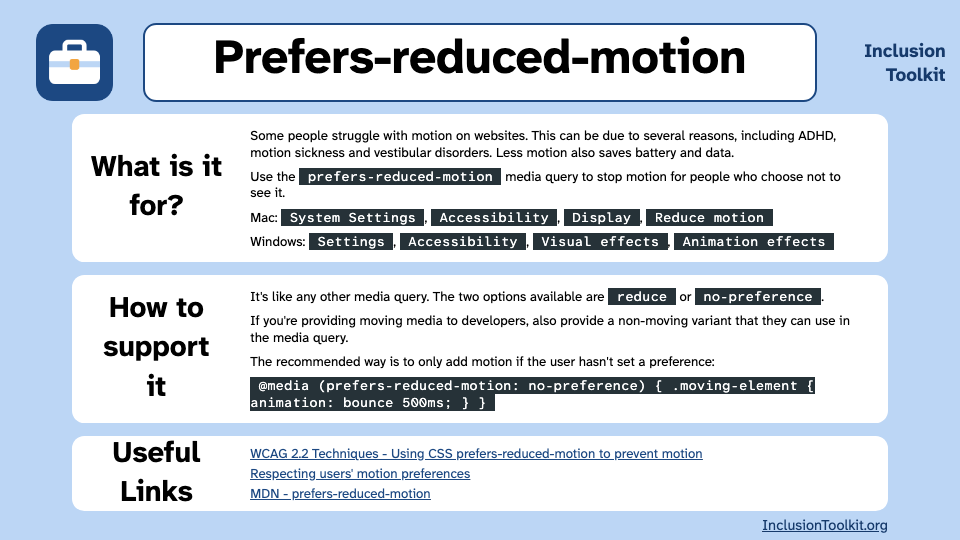 Prefers-reduced-motion
Inclusion
Toolkit
What is it
for?
Some people struggle with motion on websites. This can be due to several reasons, including ADHD,
motion sickness and vestibular disorders. Less motion also saves battery and data.
Use the prefers-reduced-motion media query to stop motion for people who choose not to
see it.
Mac: System Settings, Accessibility, Display, Reduce motion
Windows: Settings, Accessibility, Visual effects, Animation effects
How to
support
it
It's like any other media query. The two options available are reduce or no-preference.
If you're providing moving media to developers, also provide a non-moving variant that they can use in
the media query.
The recommended way is to only add motion if the user hasn't set a preference:
@media (prefers-reduced-motion: no-preference) { .moving-element {
animation: bounce 500ms; } }
Useful
Links
WCAG 2.2 Techniques - Using CSS prefers-reduced-motion to prevent motion
Respecting users' motion preferences
MDN - prefers-reduced-motion
InclusionToolkit.org